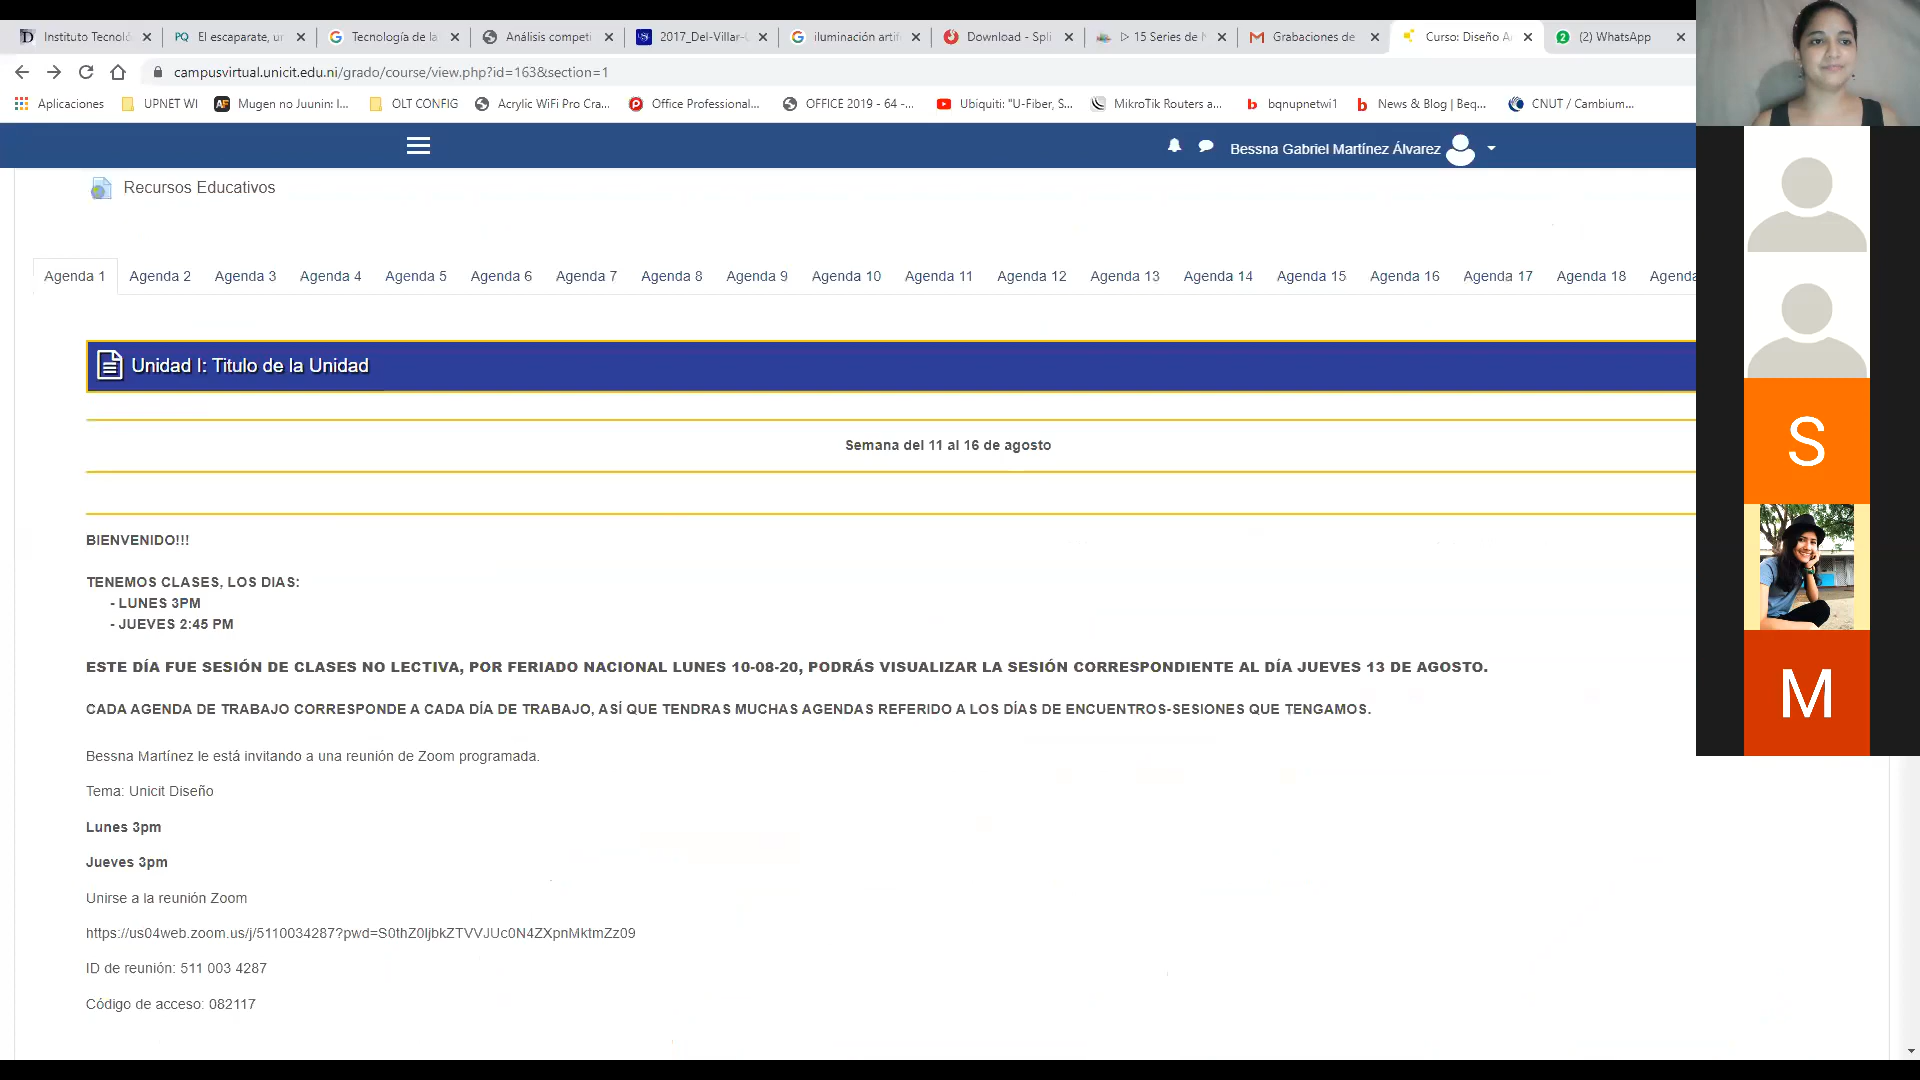 Instituto Tecnoló
El escaparate, u
Tecnología de la
Análisis competi
2017_Del-Villar-
iluminación artif
Download - Spli
15 Series de
Grabaciones de
Curso: Diseño A
(2) WhatsApp
campusvirtual.unicit.edu.ni/grado/course/view.php?id=163&section=1
Aplicaciones
UPNET WI
Mugen no Juunin: I...
OLT CONFIG
Acrylic WiFi Pro Cra...
Office Professional...
OFFICE 2019 - 64 -...
Ubiquiti: "U-Fiber, S...
MikroTik Routers a...
bqnupnetwi1
News & Blog | Beq...
CNUT / Cambium...
Bessna Gabriel Martínez Álvarez
Recursos Educativos
Agenda 1
Agenda 2
Agenda 3
Agenda 4
Agenda 5
Agenda 6
Agenda 7
Agenda 8
Agenda 9
Agenda 10
Agenda 11
Agenda 12
Agenda 13
Agenda 14
Agenda 15
Agenda 16
Agenda 17
Agenda 18
Agenda
Unidad I: Titulo de la Unidad
Semana del 11 al 16 de agosto
BIENVENIDO!!!
TENEMOS CLASES, LOS DIAS:
- LUNES 3PM
- JUEVES 2:45 PM
ESTE DÍA FUE SESIÓN DE CLASES NO LECTIVA, POR FERIADO NACIONAL LUNES 10-08-20, PODRÁS VISUALIZAR LA SESIÓN CORRESPONDIENTE AL DÍA JUEVES 13 DE AGOSTO.
CADA AGENDA DE TRABAJO CORRESPONDE A CADA DÍA DE TRABAJO, ASÍ QUE TENDRAS MUCHAS AGENDAS REFERIDO A LOS DÍAS DE ENCUENTROS-SESIONES QUE TENGAMOS.
Bessna Martínez le está invitando a una reunión de Zoom programada.
Tema: Unicit Diseño
Lunes 3pm
Jueves 3pm
Unirse a la reunión Zoom
https://us04web.zoom.us/j/5110034287?pwd=S0thZ0ljbkZTVVJUc0N4ZXpnMktmZz09
ID de reunión: 511 003 4287
Código de acceso: 082117
S
M